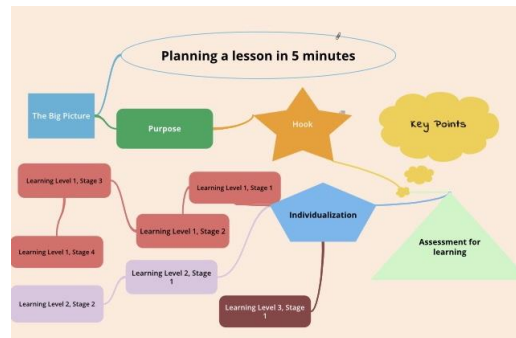 Planning a lesson in 5 minutes
The Big Picture
Purpose
Hook
Key Points
Learning Level 1, Stage 3
Learning Level 1, Stage 1
Learning Level 1, Stage 2
Learning Level 1, Stage 4
Individualization
Assessment for
learning
Learning Level 2, Stage
1
Learning Level 2, Stage 2
Learning Level 3, Stage
1